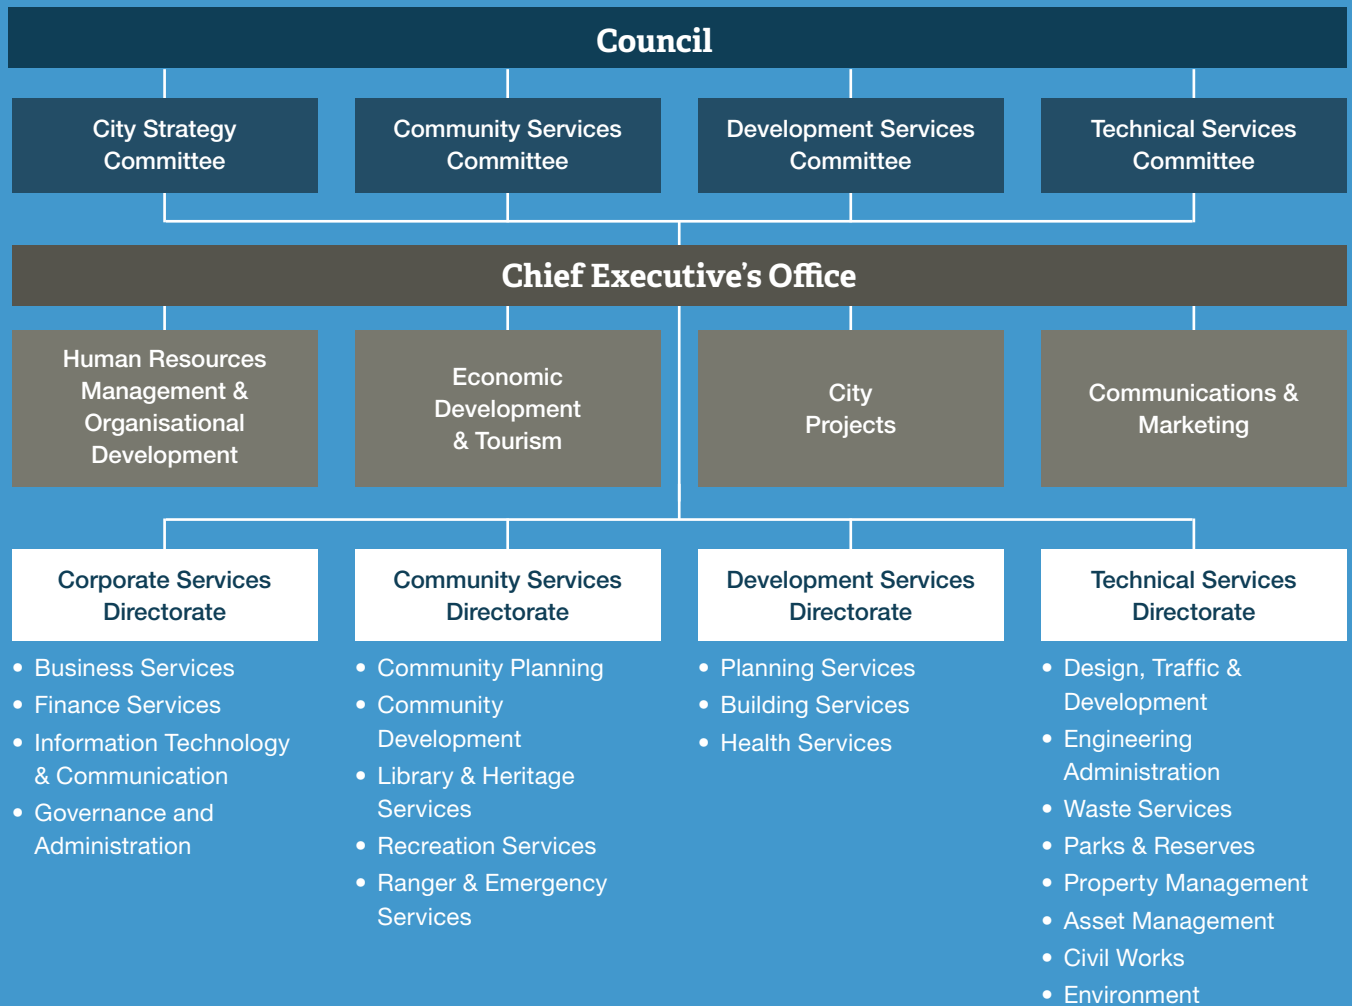 Council
City Strategy
Committee
Community Services
Committee
Development Services
Committee
Technical Services
Committee
Chief Executive's Office
Human Resources
Management &
Organisational
Development
Economic
Development
& Tourism
City
Projects
Communications &
Marketing
Corporate Services
Directorate
• Business Services
• Finance Services
• Information Technology
& Communication
• Governance and
Administration
Community Services
Directorate
• Community Planning
• Community
Development
• Library & Heritage
Services
• Recreation Services
• Ranger & Emergency
Services
Development Services
Directorate
• Planning Services
• Building Services
• Health Services
Technical Services
Directorate
• Design, Traffic &
Development
• Engineering
Administration
• Waste Services
• Parks & Reserves
• Property Management
• Asset Management
• Civil Works
• Environment